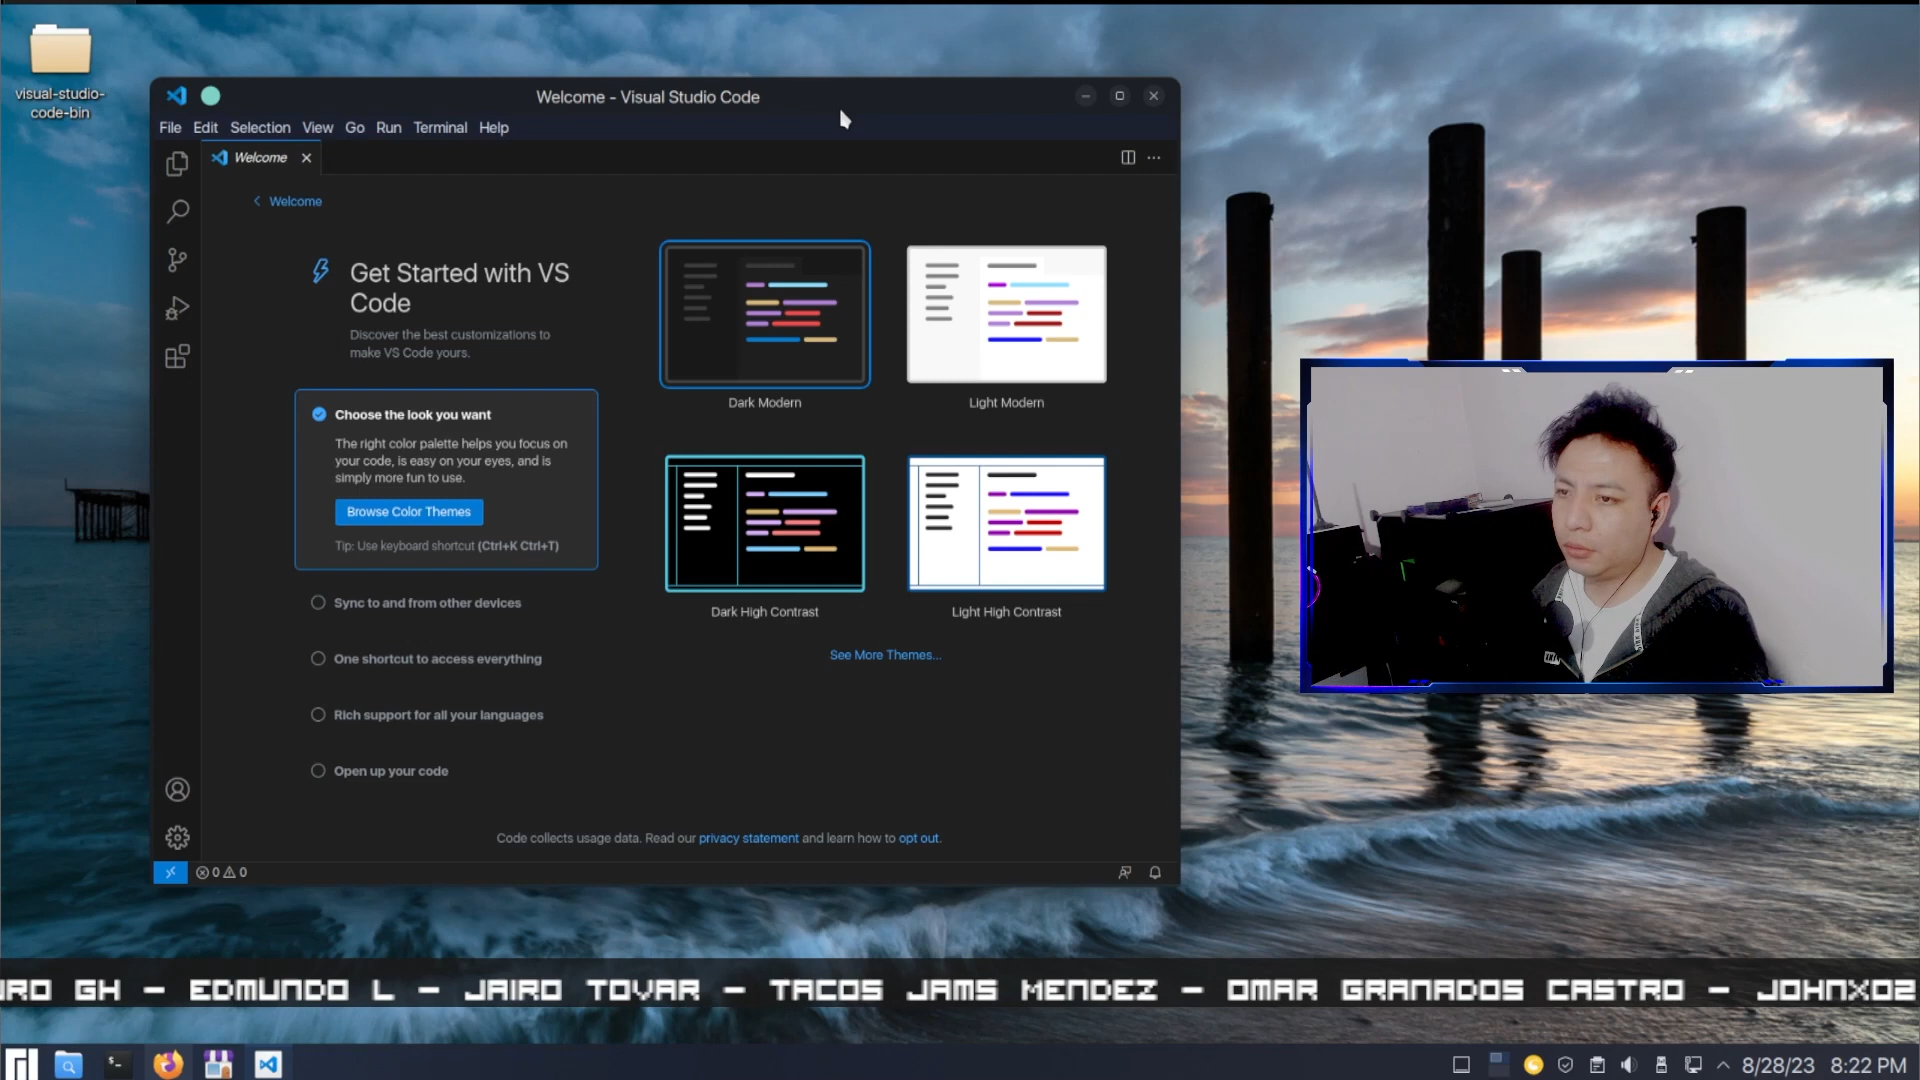 visual-studio-
code-bin
Welcome - Visual Studio Code
File Edit Selection View Go Run Terminal Help
Welcome
Welcome
Get Started with VS
Code
Discover the best customizations to
make VS Code yours.
Choose the look you want
The right color palette helps you focus on
your code, is easy on your eyes, and is
simply more fun to use.
Browse Color Themes
Tip: Use keyboard shortcut (Ctrl+K Ctrl+T)
Sync to and from other devices
One shortcut to access everything
Rich support for all your languages
Open up your code
Dark Modern
Light Modern
Dark High Contrast
Light High Contrast
See More Themes...
Code collects usage data. Read our privacy statement and learn how to opt out.
0 0
GH - EDMUNDO L - JAIRO TOVAR - TACOS JAMS MENDEZ - OMAR GRANADOS CASTRO - JOHNX02
8/28/23 8:22 PM